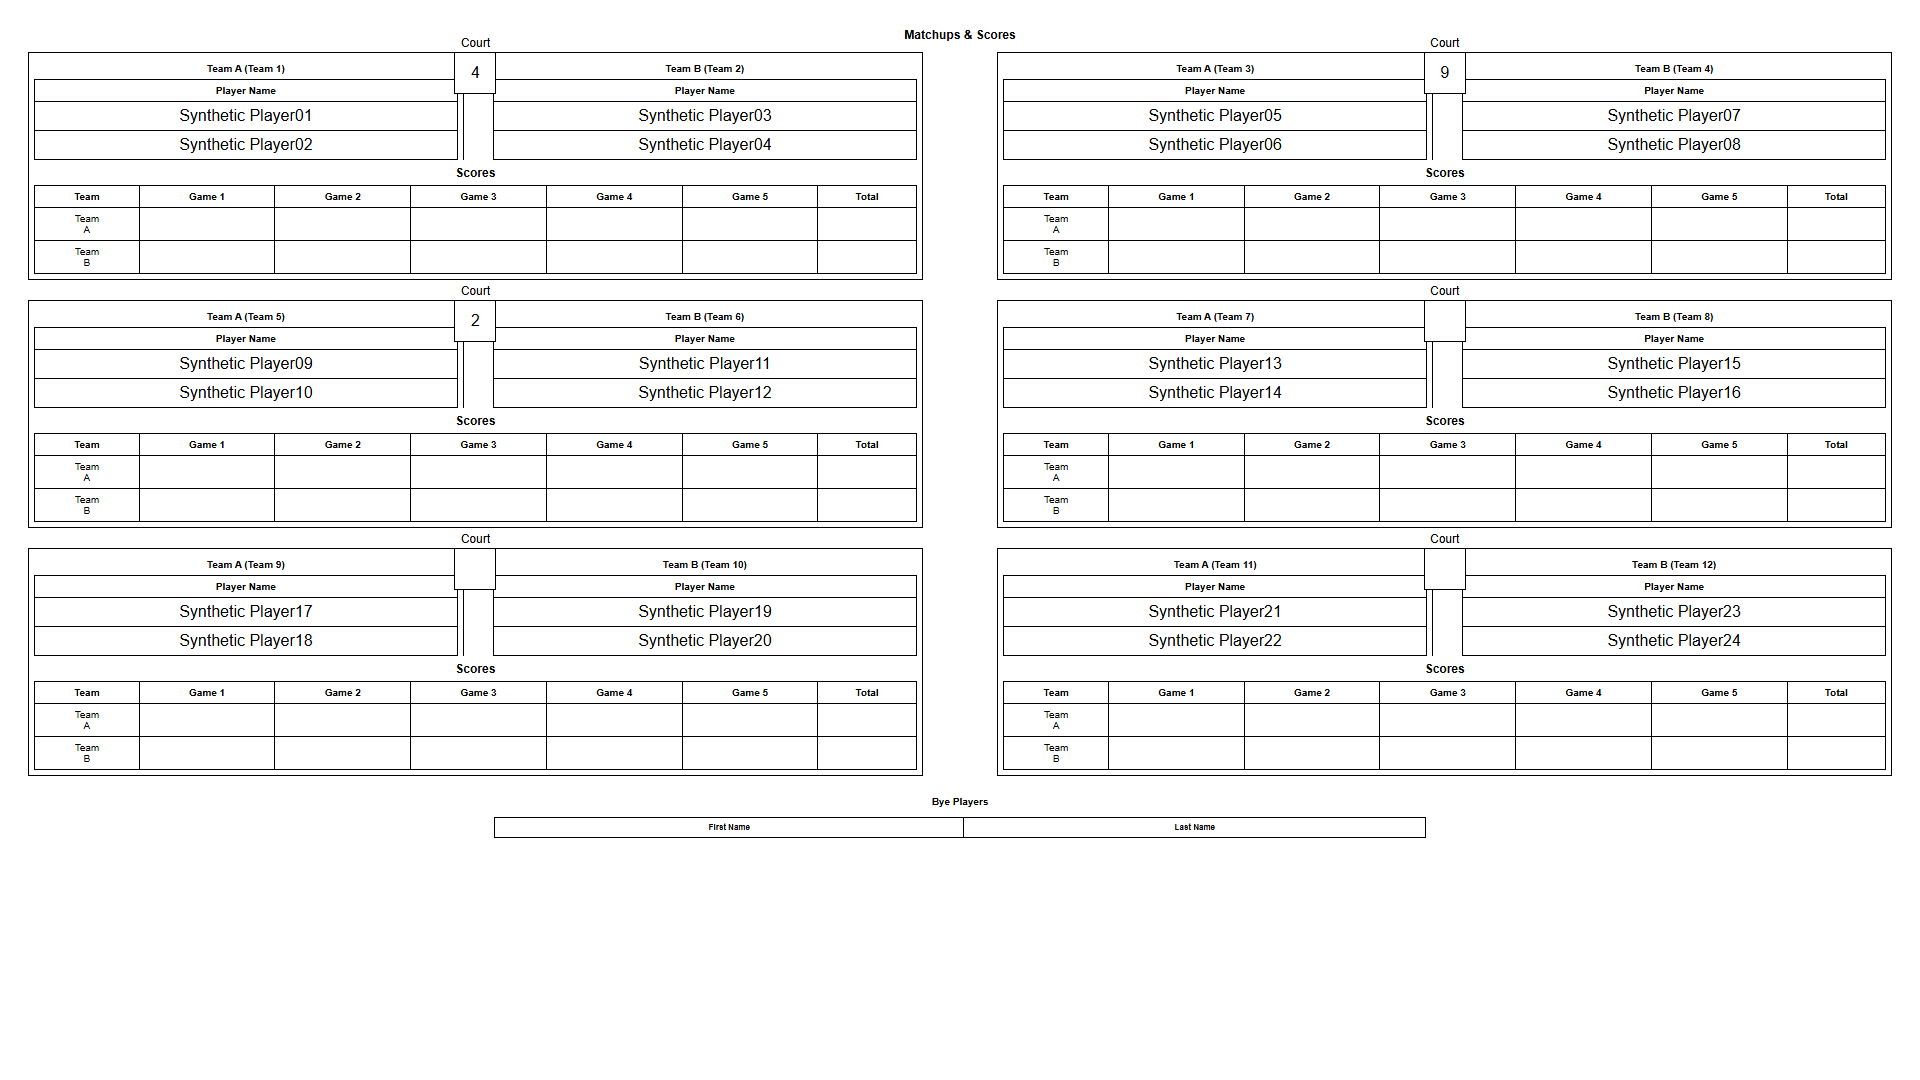 Matchups & Scores
Court
4
Team A (Team 1)
Team B (Team 2)
Player Name
Player Name
Synthetic Player01
Synthetic Player03
Synthetic Player02
Synthetic Player04
Scores
Team Game 1 Game 2 Game 3 Game 4 Game 5 Total
Team
A
Team
B
Court
9
Team A (Team 3)
Team B (Team 4)
Player Name
Player Name
Synthetic Player05
Synthetic Player07
Synthetic Player06
Synthetic Player08
Scores
Team Game 1 Game 2 Game 3 Game 4 Game 5 Total
Team
A
Team
B
Court
2
Team A (Team 5)
Team B (Team 6)
Player Name
Player Name
Synthetic Player09
Synthetic Player11
Synthetic Player10
Synthetic Player12
Scores
Team Game 1 Game 2 Game 3 Game 4 Game 5 Total
Team
A
Team
B
Court
Team A (Team 7)
Team B (Team 8)
Player Name
Player Name
Synthetic Player13
Synthetic Player15
Synthetic Player14
Synthetic Player16
Scores
Team Game 1 Game 2 Game 3 Game 4 Game 5 Total
Team
A
Team
B
Court
Team A (Team 9)
Team B (Team 10)
Player Name
Player Name
Synthetic Player17
Synthetic Player19
Synthetic Player18
Synthetic Player20
Scores
Team Game 1 Game 2 Game 3 Game 4 Game 5 Total
Team
A
Team
B
Court
Team A (Team 11)
Team B (Team 12)
Player Name
Player Name
Synthetic Player21
Synthetic Player23
Synthetic Player22
Synthetic Player24
Scores
Team Game 1 Game 2 Game 3 Game 4 Game 5 Total
Team
A
Team
B
Bye Players
First Name Last Name